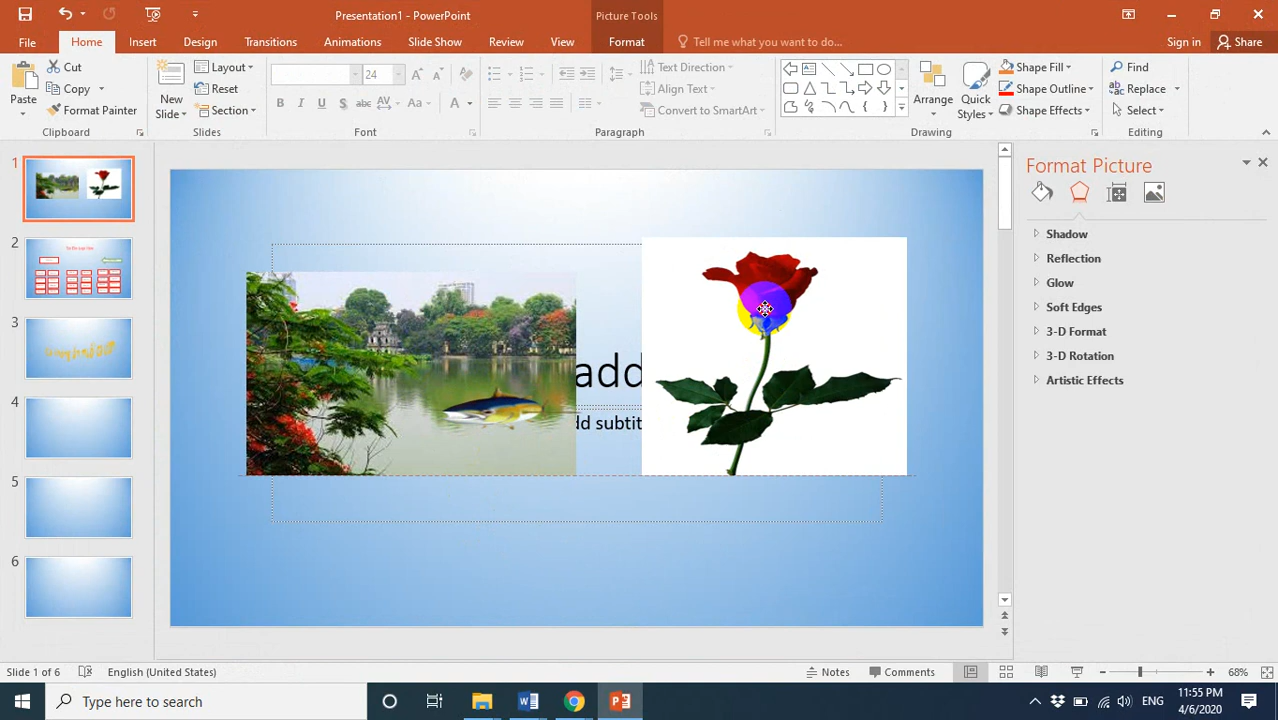 Presentation1 - PowerPoint
Picture Tools
File
Home
Insert
Design
Transitions
Animations
Slide Show
Review
View
Format
Tell me what you want to do...
Sign in
Share
Paste
Cut
Copy
Format Painter
Clipboard
New
Slide
Layout
Reset
Section
Slides
24
B I U S abc AV Aa A
Font
Text Direction
Align Text
Convert to SmartArt
Paragraph
Arrange
Quick
Styles
Shape Fill
Shape Outline
Shape Effects
Drawing
Find
Replace
Select
Editing
1
2
3
4
5
6
add
dd subtit
Format Picture
Shadow
Reflection
Glow
Soft Edges
3-D Format
3-D Rotation
Artistic Effects
Slide 1 of 6
English (United States)
Notes
Comments
68%
Type here to search
ENG
11:55 PM
4/6/2020